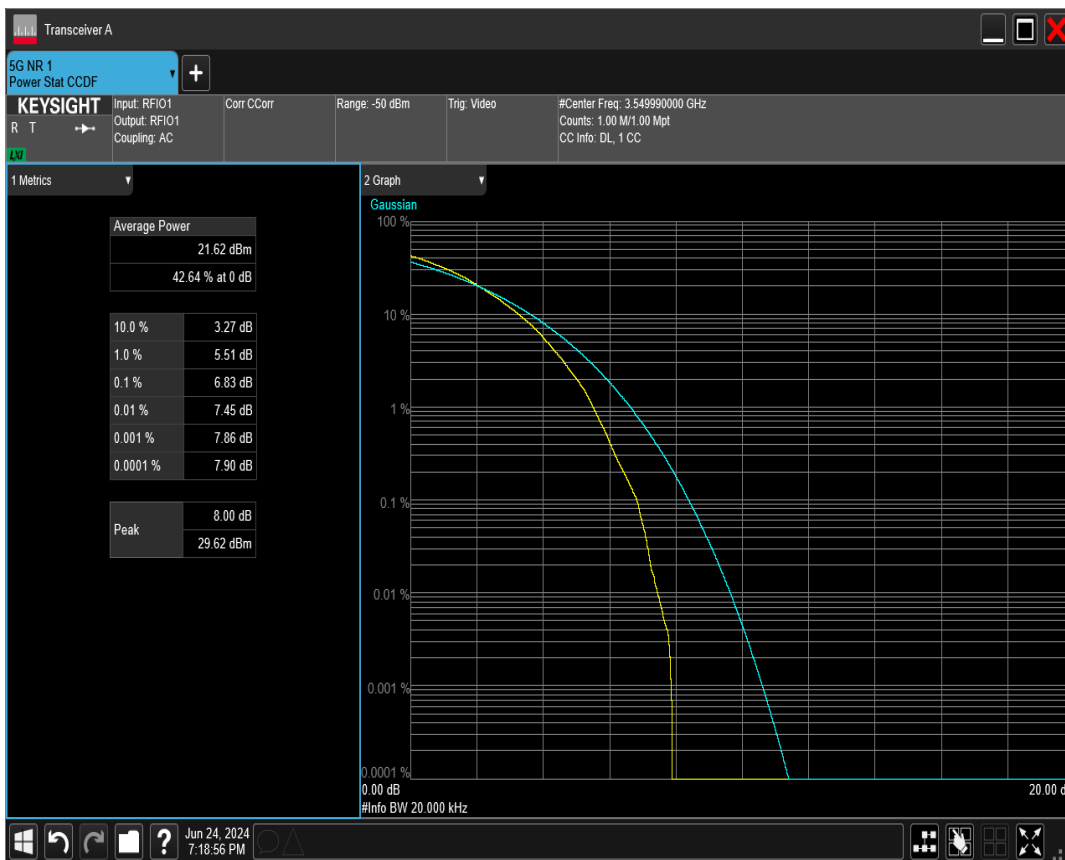 Transceiver A
5G NR 1
Power Stat CCDF
+
KEYSIGHT
R T
LXI
Input: RFIO1
Output: RFIO1
Coupling: AC
Corr CCorr
Range: -50 dBm
Trig: Video
#Center Freq: 3.549990000 GHz
Counts: 1.00 M/1.00 Mpt
CC Info: DL, 1 CC
1 Metrics
Average Power
21.62 dBm
42.64 % at 0 dB
10.0 % 3.27 dB
1.0 % 5.51 dB
0.1 % 6.83 dB
0.01 % 7.45 dB
0.001 % 7.86 dB
0.0001 % 7.90 dB
Peak
8.00 dB
29.62 dBm
2 Graph
Gaussian
100 %
10 %
1 %
0.1 %
0.01 %
0.001 %
0.0001 %
0.00 dB 20.00 d
#Info BW 20.000 kHz
?
Jun 24, 2024
7:18:56 PM